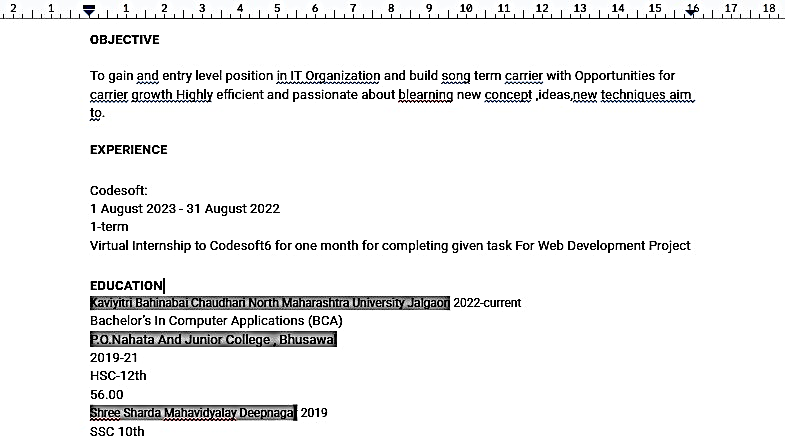 2 1 1 2 3 4 5 6 7 8 9 10 11 12 13 14 15 16 17 18
OBJECTIVE
To gain and entry level position in IT Organization and build song term carrier with Opportunities for
carrier growth Highly efficient and passionate about blearning new concept ,ideas,new techniques aim
to.
EXPERIENCE
Codesoft:
1 August 2023 - 31 August 2022
1-term
Virtual Internship to Codesoft6 for one month for completing given task For Web Development Project
EDUCATION
Kaviyitri Bahinabai Chaudhari North Maharashtra University Jalgaon 2022-current
Bachelor's In Computer Applications (BCA)
P.O.Nahata And Junior College , Bhusawal
2019-21
HSC-12th
56.00
Shree Sharda Mahavidyalay Deepnagal 2019
SSC 10th